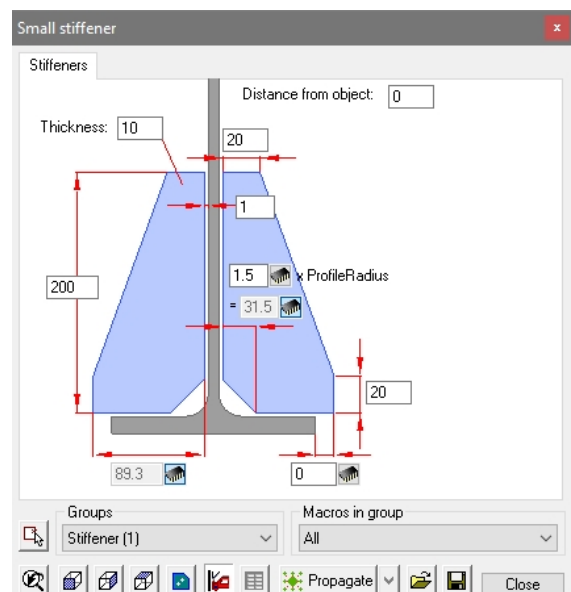 Small stiffener
x
Stiffeners
Distance from object: 0
Thickness: 10
20
1
1.5 x ProfileRadius
200
= 31.5
20
89.3
0
Groups
Macros in group
Stiffener (1)
All
Propagate
Close